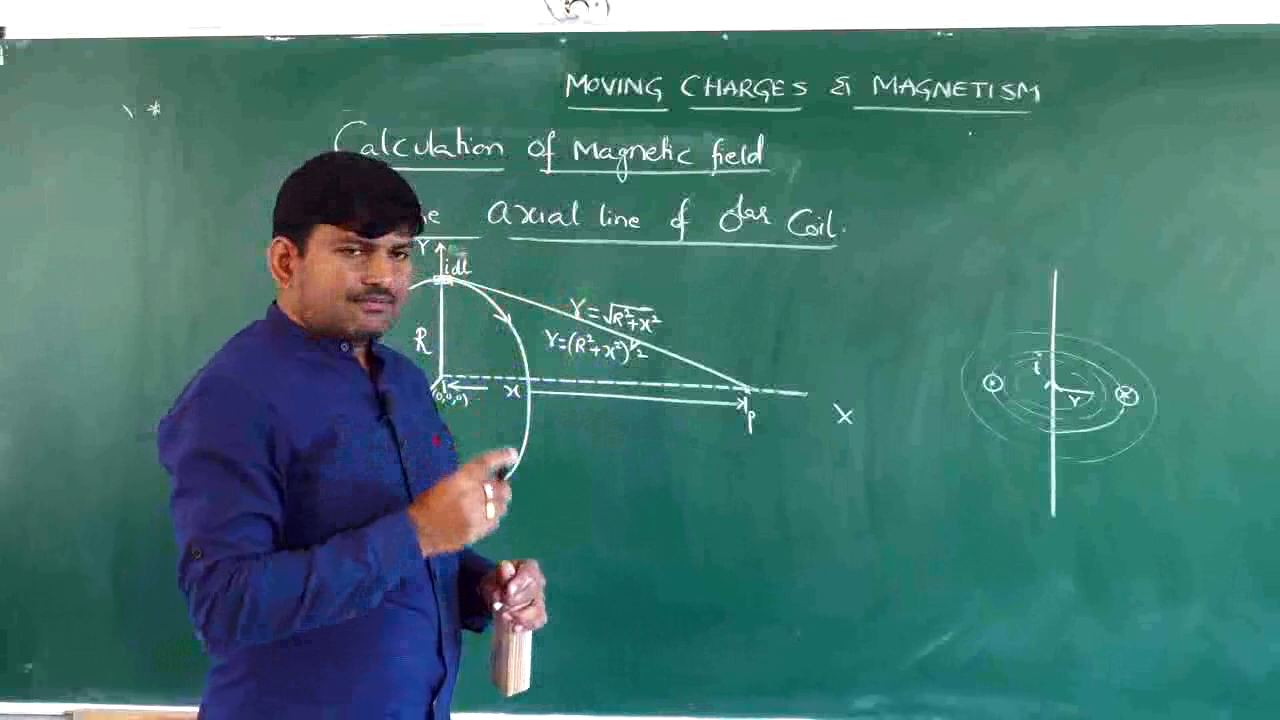 MOVING CHARGES & MAGNETISM
*
Calculation of Magnetic field
Axial line of Olar Coil.
Y
idl
R
r=√R²+x²
r=(R²+x²)^1/2
(0,0,0)
x
P
X
i
r